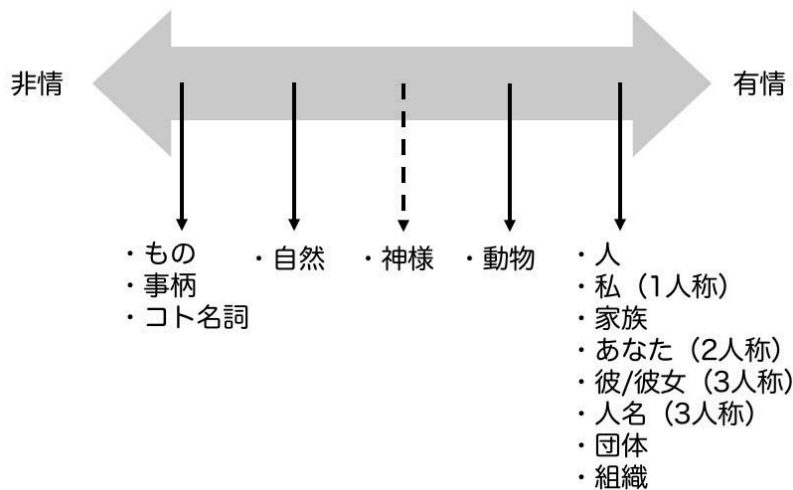 非情
有情
・もの
・事柄
・コト名詞
・自然
・神様
・動物
・人
・私（1人称）
・家族
・あなた（2人称）
・彼/彼女（3人称）
・人名（3人称）
・団体
・組織